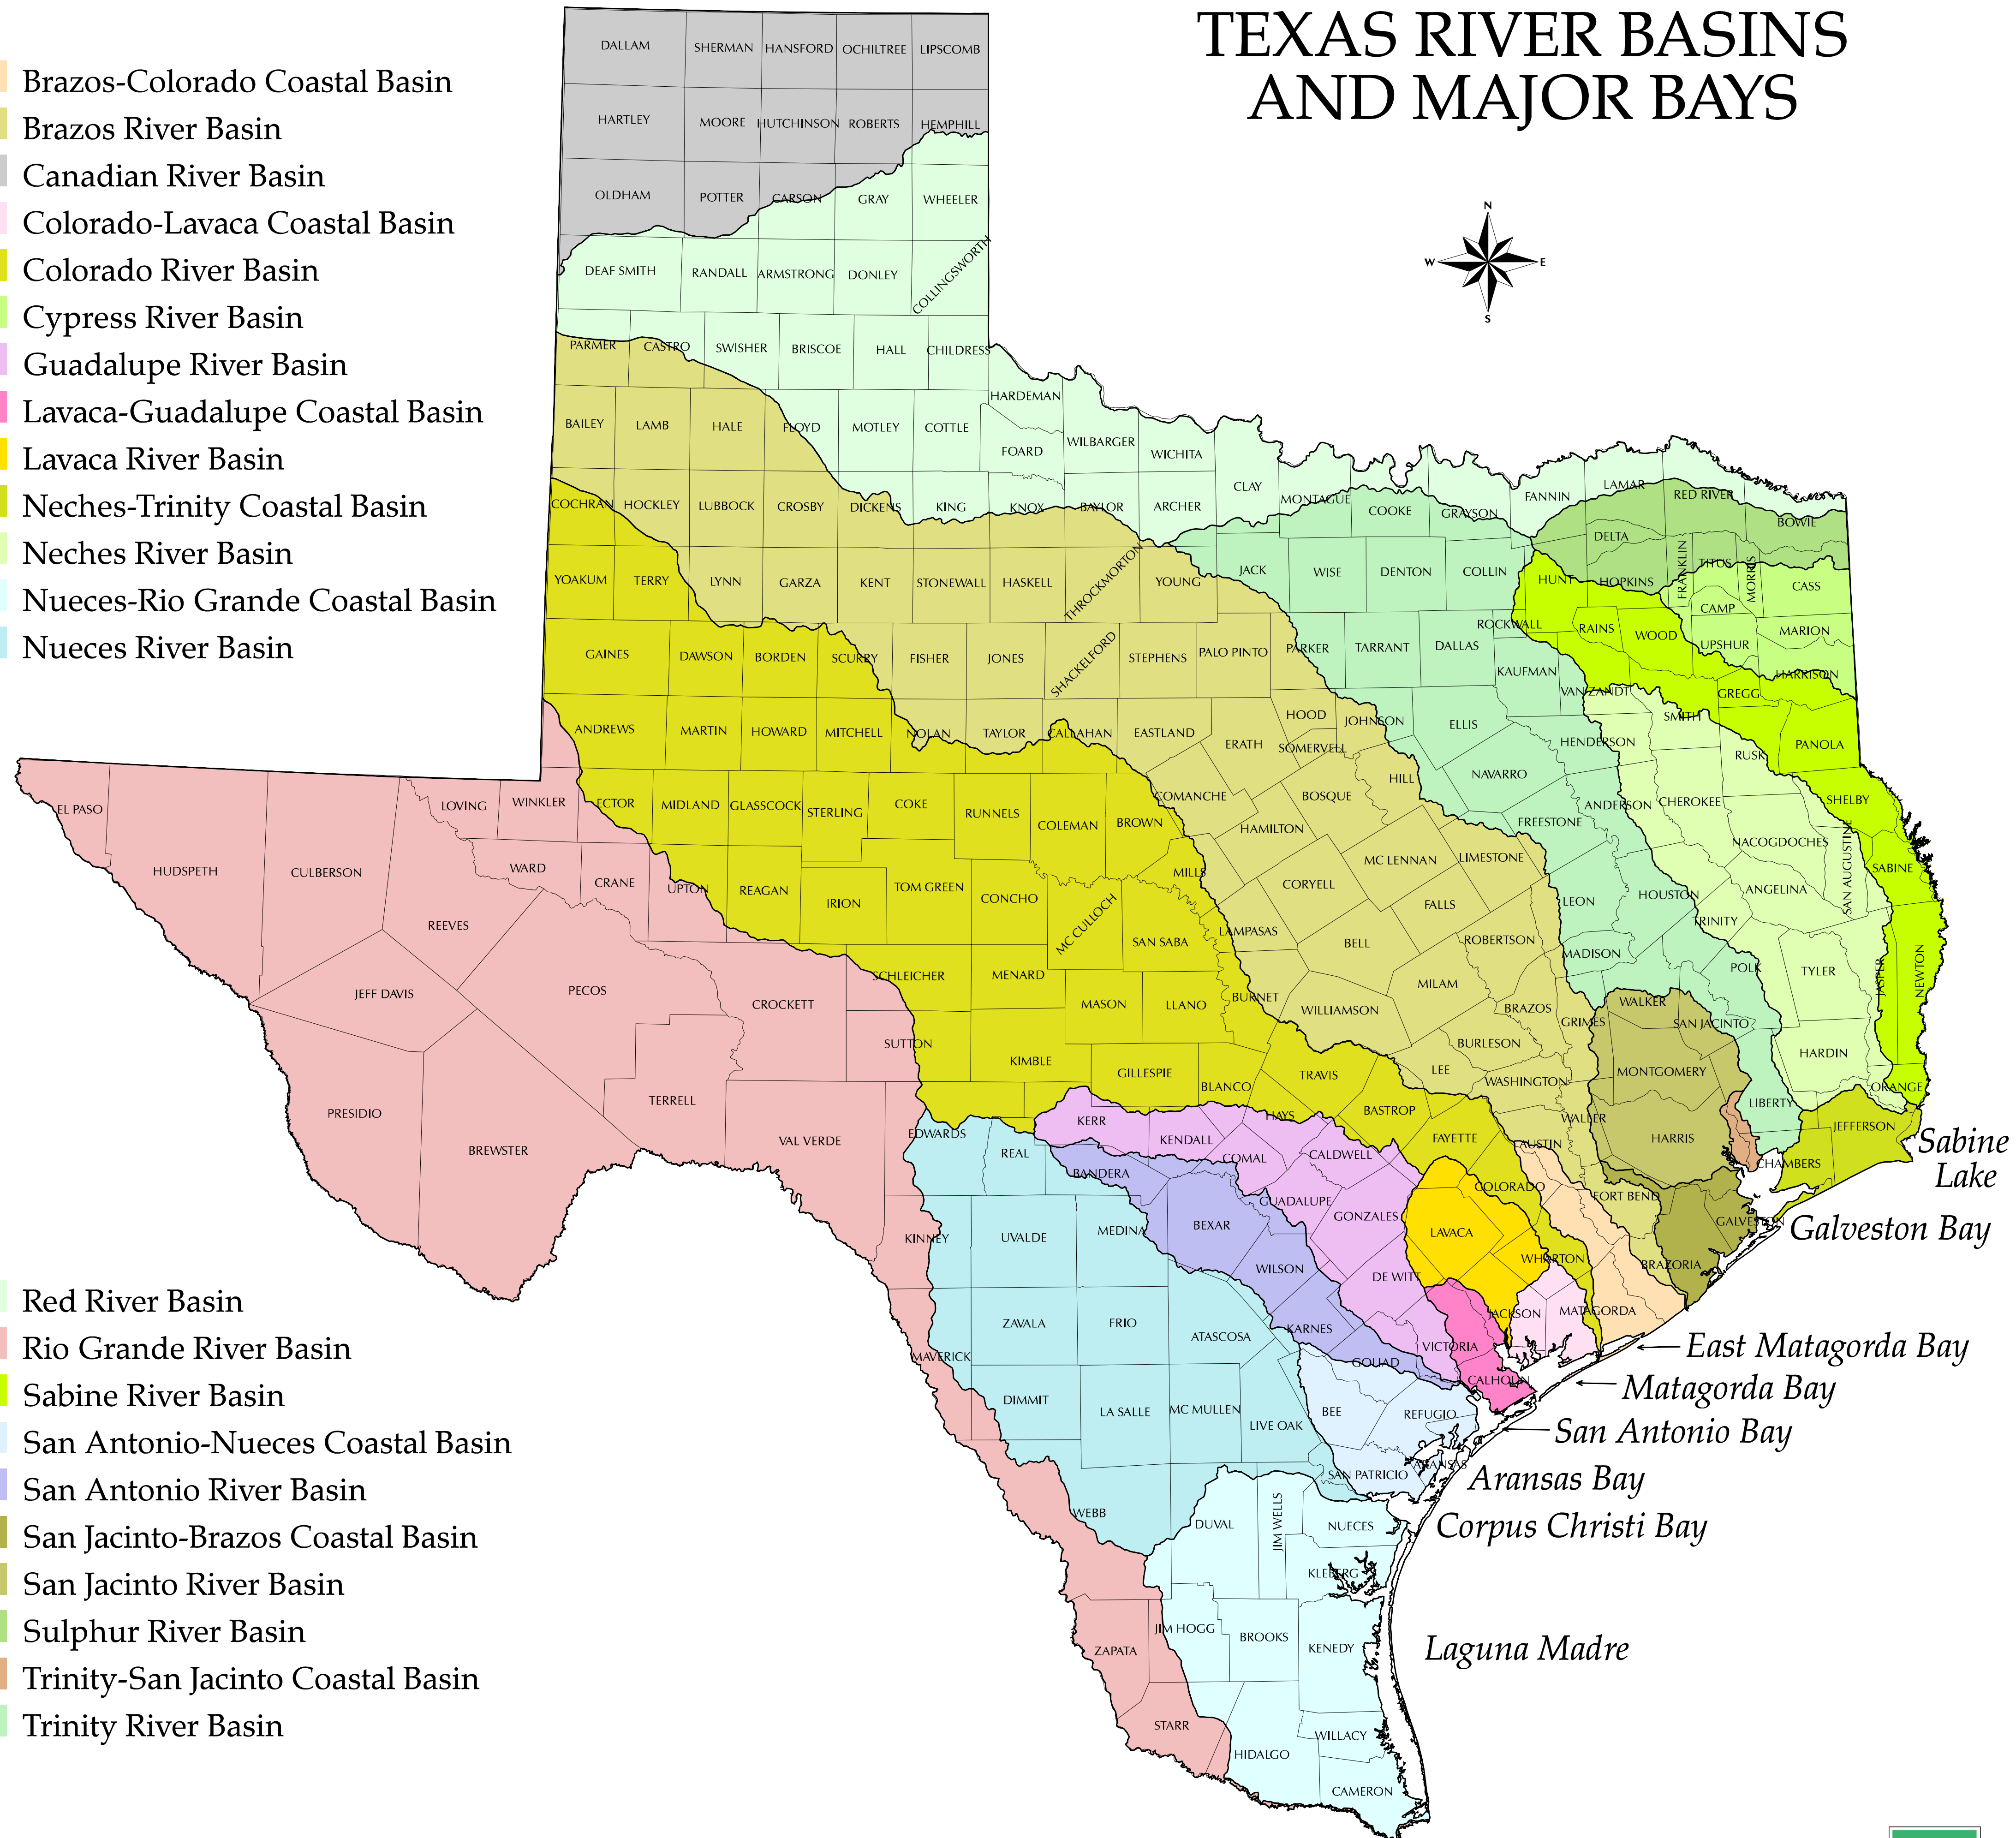 TEXAS RIVER BASINS
AND MAJOR BAYS
Brazos-Colorado Coastal Basin
Brazos River Basin
Canadian River Basin
Colorado-Lavaca Coastal Basin
Colorado River Basin
Cypress River Basin
Guadalupe River Basin
Lavaca-Guadalupe Coastal Basin
Lavaca River Basin
Neches-Trinity Coastal Basin
Neches River Basin
Nueces-Rio Grande Coastal Basin
Nueces River Basin
Red River Basin
Rio Grande River Basin
Sabine River Basin
San Antonio-Nueces Coastal Basin
San Antonio River Basin
San Jacinto-Brazos Coastal Basin
San Jacinto River Basin
Sulphur River Basin
Trinity-San Jacinto Coastal Basin
Trinity River Basin
N
W
E
S
DALLAM
SHERMAN
HANSFORD
OCHILTREE
LIPSCOMB
HARTLEY
MOORE
HUTCHINSON
ROBERTS
HEMPHILL
OLDHAM
POTTER
CARSON
GRAY
WHEELER
DEAF SMITH
RANDALL
ARMSTRONG
DONLEY
COLLINGSWORTH
PARMER
CASTRO
SWISHER
BRISCOE
HALL
CHILDRESS
HARDEMAN
BAILEY
LAMB
HALE
FLOYD
MOTLEY
COTTLE
FOARD
WILBARGER
WICHITA
CLAY
MONTAGUE
COOKE
GRAYSON
FANNIN
LAMAR
RED RIVER
BOWIE
COCHRAN
HOCKLEY
LUBBOCK
CROSBY
DICKENS
KING
KNOX
BAYLOR
ARCHER
DELTA
HOPKINS
FRANKLIN
TITUS
MORRIS
CASS
YOAKUM
TERRY
LYNN
GARZA
KENT
STONEWALL
HASKELL
THROCKMORTON
YOUNG
JACK
WISE
DENTON
COLLIN
HUNT
CAMP
MARION
ROCKWALL
RAINS
WOOD
UPSHUR
HARRISON
GAINES
DAWSON
BORDEN
SCURRY
FISHER
JONES
SHACKELFORD
STEPHENS
PALO PINTO
PARKER
TARRANT
DALLAS
KAUFMAN
VAN ZANDT
GREGG
SMITH
ANDREWS
MARTIN
HOWARD
MITCHELL
NOLAN
TAYLOR
CALLAHAN
EASTLAND
ERATH
HOOD
SOMERVELL
JOHNSON
ELLIS
HENDERSON
RUSK
PANOLA
EL PASO
HUDSPETH
CULBERSON
LOVING
WINKLER
ECTOR
MIDLAND
GLASSCOCK
STERLING
COKE
RUNNELS
COLEMAN
BROWN
COMANCHE
BOSQUE
HILL
NAVARRO
ANDERSON
CHEROKEE
SHELBY
HAMILTON
FREESTONE
NACOGDOCHES
SAN AUGUSTINE
SABINE
REEVES
WARD
CRANE
UPTON
REAGAN
IRION
TOM GREEN
CONCHO
MC CULLOCH
SAN SABA
MILLS
CORYELL
MC LENNAN
LIMESTONE
LEON
HOUSTON
ANGELINA
TRINITY
LAMPASAS
BELL
FALLS
ROBERTSON
MADISON
POLK
TYLER
JASPER
NEWTON
JEFF DAVIS
PECOS
CROCKETT
SCHLEICHER
MENARD
MASON
LLANO
BURNET
WILLIAMSON
MILAM
BRAZOS
GRIMES
WALKER
SAN JACINTO
HARDIN
SUTTON
KIMBLE
GILLESPIE
BLANCO
TRAVIS
LEE
BURLESON
WASHINGTON
MONTGOMERY
LIBERTY
ORANGE
PRESIDIO
BREWSTER
TERRELL
VAL VERDE
EDWARDS
REAL
KERR
KENDALL
HAYS
BASTROP
FAYETTE
AUSTIN
WALLER
HARRIS
JEFFERSON
CHAMBERS
BANDERA
COMAL
CALDWELL
COLORADO
FORT BEND
GALVESTON
KINNEY
UVALDE
MEDINA
BEXAR
GUADALUPE
GONZALES
LAVACA
WHARTON
BRAZORIA
WILSON
DE WITT
JACKSON
MATAGORDA
ZAVALA
FRIO
ATASCOSA
KARNES
VICTORIA
MAVERICK
GOLIAD
CALHOUN
DIMMIT
LA SALLE
MC MULLEN
LIVE OAK
BEE
REFUGIO
ARANSAS
SAN PATRICIO
WEBB
DUVAL
JIM WELLS
NUECES
KLEBERG
ZAPATA
JIM HOGG
BROOKS
KENEDY
STARR
HIDALGO
WILLACY
CAMERON
Sabine
Lake
Galveston Bay
East Matagorda Bay
Matagorda Bay
San Antonio Bay
Aransas Bay
Corpus Christi Bay
Laguna Madre